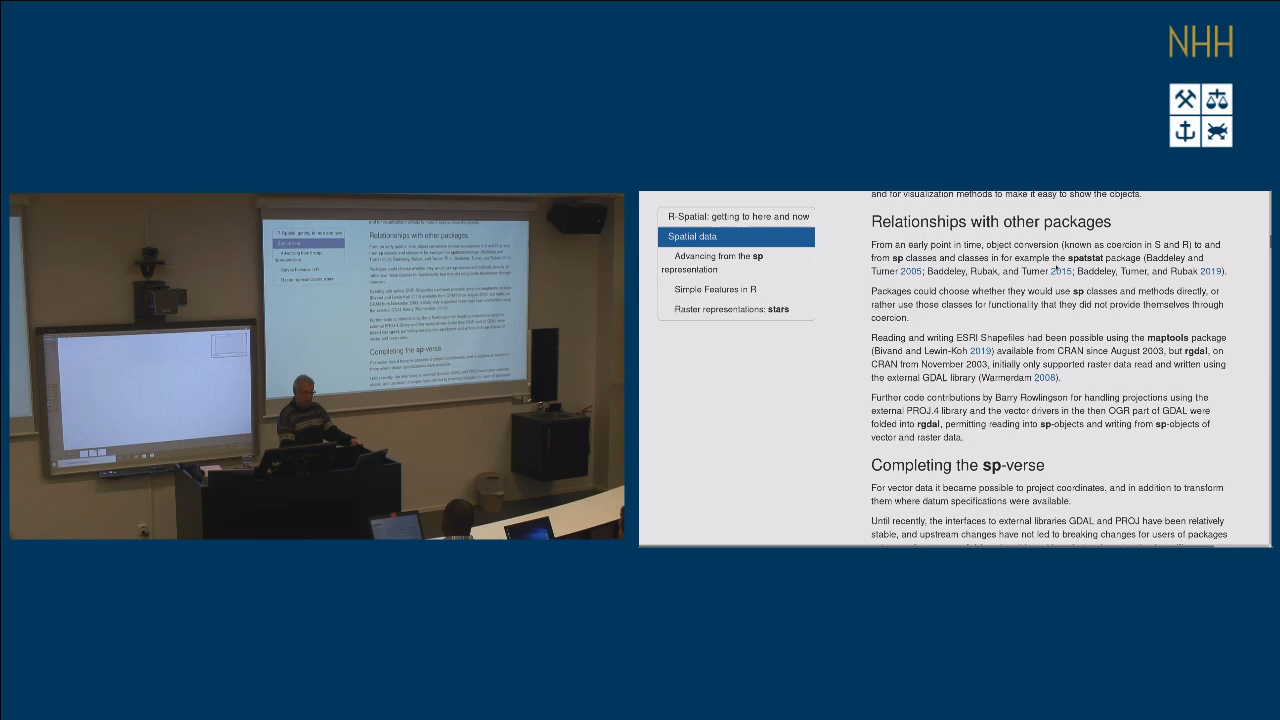 NHH
and for visualization methods to make it easy to show the objects.
R-Spatial: getting to here and now
Spatial data
Advancing from the sp
representation
Simple Features in R
Raster representations: stars
Relationships with other packages
From an early point in time, object conversion (known as coercion in S and R) to and
from sp classes and classes in for example the spatstat package (Baddeley and
Turner 2005; Baddeley, Rubak, and Turner 2015; Baddeley, Turner, and Rubak 2019).
Packages could choose whether they would use sp classes and methods directly, or
rather use those classes for functionality that they did not provide themselves through
coercion.
Reading and writing ESRI Shapefiles had been possible using the maptools package
(Bivand and Lewin-Koh 2019) available from CRAN since August 2003, but rgdal, on
CRAN from November 2003, initially only supported raster data read and written using
the external GDAL library (Warmerdam 2008).
Further code contributions by Barry Rowlingson for handling projections using the
external PROJ.4 library and the vector drivers in the then OGR part of GDAL were
folded into rgdal, permitting reading into sp-objects and writing from sp-objects of
vector and raster data.
Completing the sp-verse
For vector data it became possible to project coordinates, and in addition to transform
them where datum specifications were available.
Until recently, the interfaces to external libraries GDAL and PROJ have been relatively
stable, and upstream changes have not led to breaking changes for users of packages